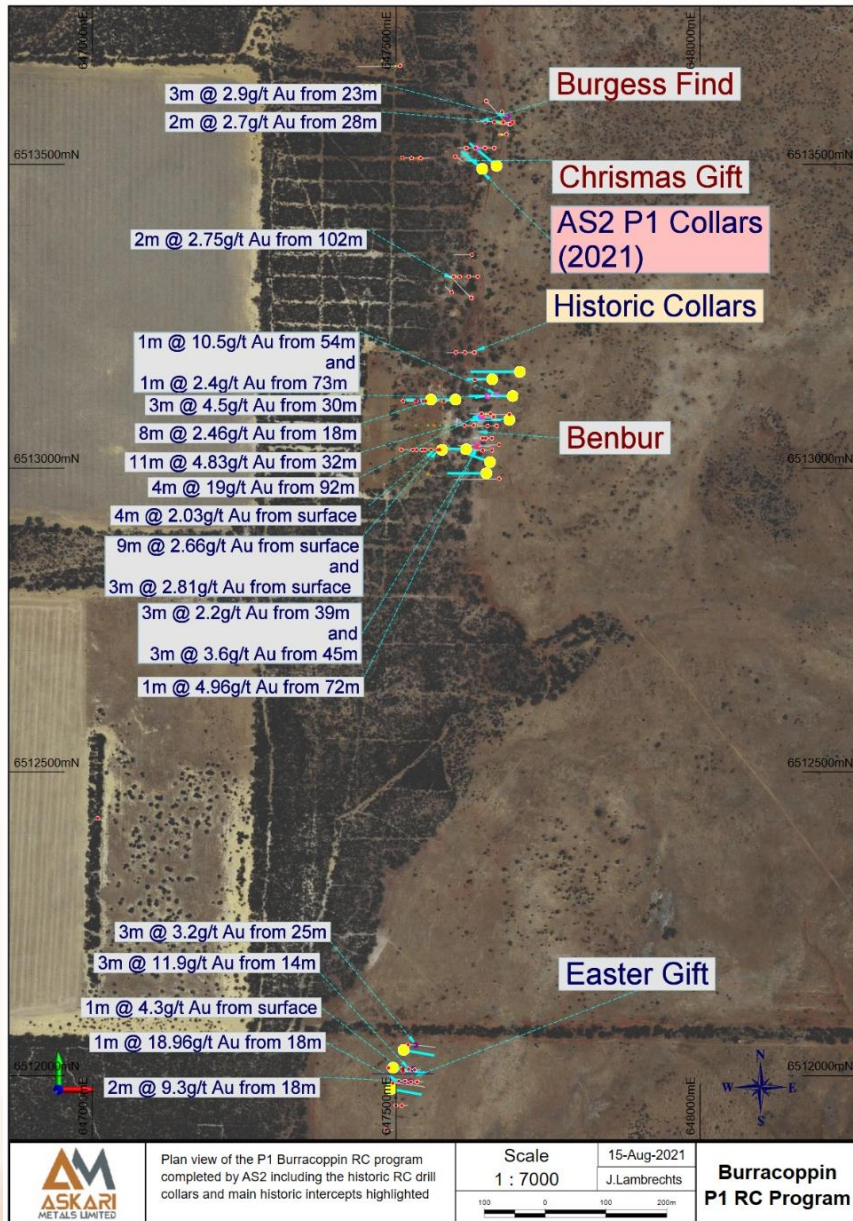 647000mE
647500mE
648000mE
3m @ 2.9g/t Au from 23m
Burgess Find
2m @ 2.7g/t Au from 28m
6513500mN
6513500mN
Chrismas Gift
AS2 P1 Collars
(2021)
2m @ 2.75g/t Au from 102m
Historic Collars
1m @ 10.5g/t Au from 54m
and
1m @ 2.4g/t Au from 73m
3m @ 4.5g/t Au from 30m
8m @ 2.46g/t Au from 18m
Benbur
11m @ 4.83g/t Au from 32m
6513000mN
6513000mN
4m @ 19g/t Au from 92m
4m @ 2.03g/t Au from surface
9m @ 2.66g/t Au from surface
and
3m @ 2.81g/t Au from surface
3m @ 2.2g/t Au from 39m
and
3m @ 3.6g/t Au from 45m
1m @ 4.96g/t Au from 72m
6512500mN
6512500mN
3m @ 3.2g/t Au from 25m
3m @ 11.9g/t Au from 14m
Easter Gift
1m @ 4.3g/t Au from surface
1m @ 18.96g/t Au from 18m
6512000mN
6512000mN
2m @ 9.3g/t Au from 18m
N
W E
S
647000mE
647500mE
648000mE
AM
ASKARI
METALS LIMITED
Plan view of the P1 Burracoppin RC program
completed by AS2 including the historic RC drill
collars and main historic intercepts highlighted
Scale
1 : 7000
100 0 100 200m
15-Aug-2021
J.Lambrechts
Burracoppin
P1 RC Program